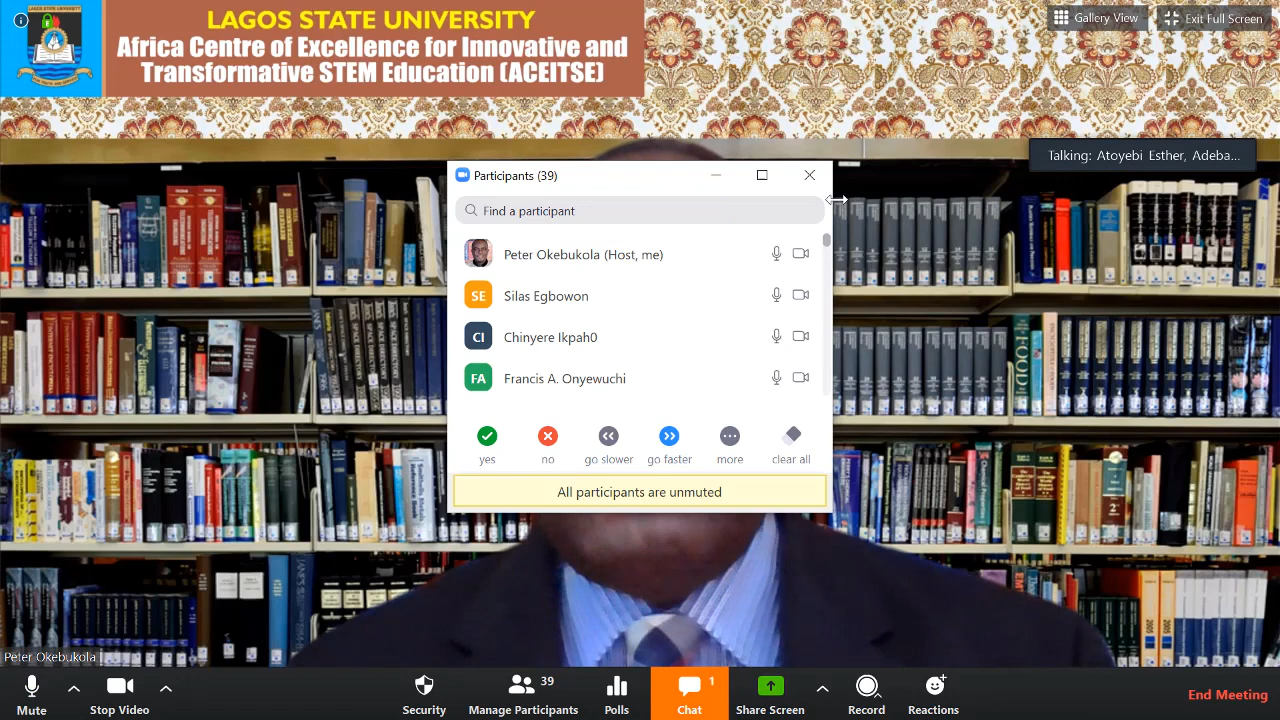 LAGOS STATE UNIVERSITY
Africa Centre of Excellence for Innovative and
Transformative STEM Education (ACEITSE)
Gallery View
Exit Full Screen
Talking: Atoyebi Esther, Adeba...
Participants (39)
Find a participant
Peter Okebukola (Host, me)
SE Silas Egbowon
CI Chinyere Ikpah0
FA Francis A. Onyewuchi
yes no go slower go faster more clear all
All participants are unmuted
FOOD
Peter Okebukola
39
1
Mute Stop Video Security Manage Participants Polls Chat Share Screen Record Reactions End Meeting